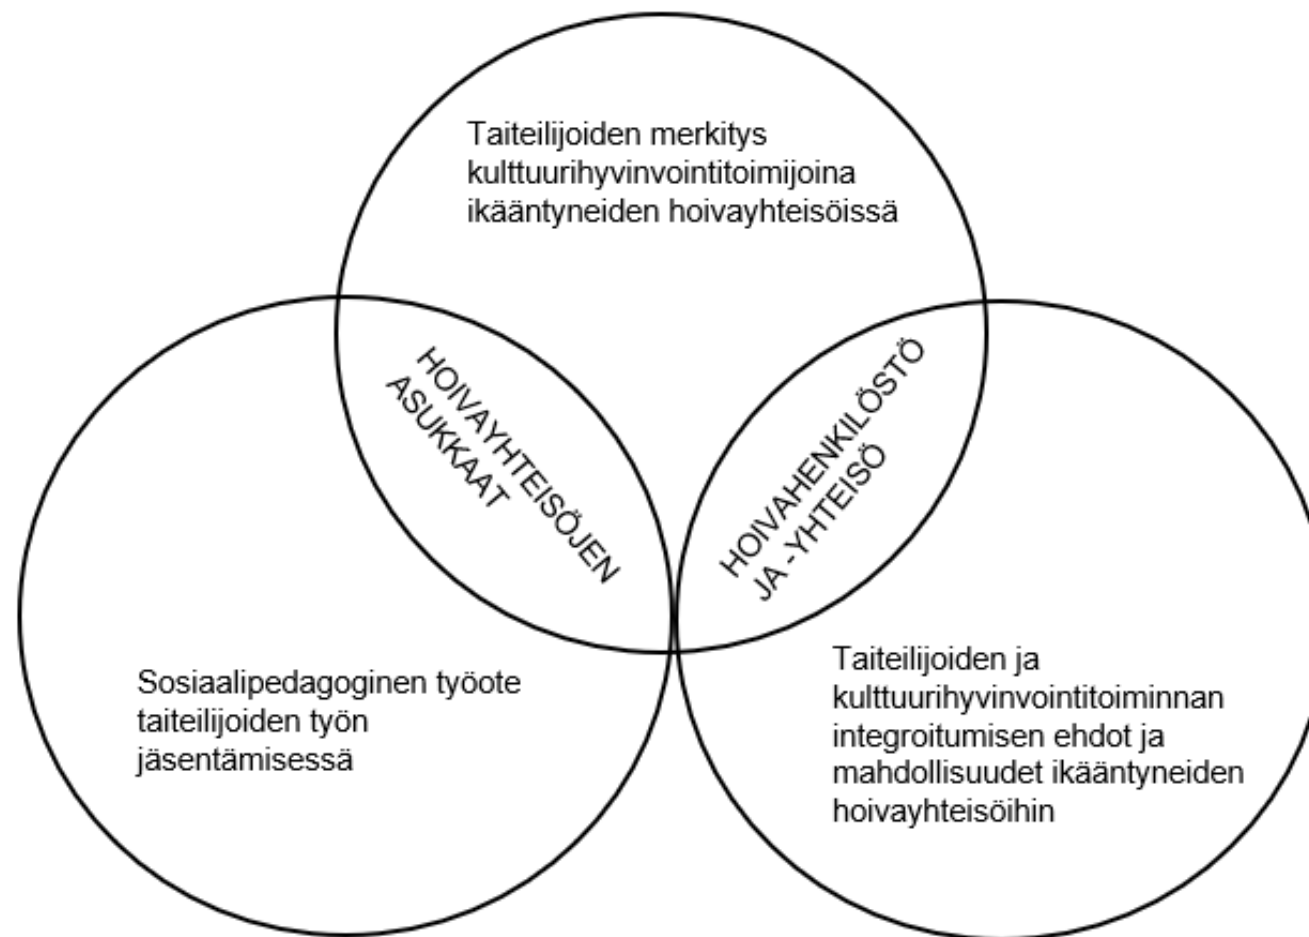 Taiteilijoiden merkitys
kulttuurihyvinvointitoimijoina
ikääntyneiden hoivayhteisöissä
HOIVAYHTEISÖJEN
ASUKKAAT
HOIVAHENKILÖSTÖ
JA -YHTEISÖ
Sosiaalipedagoginen työote
taiteilijoiden työn
jäsentämisessä
Taiteilijoiden ja
kulttuurihyvinvointitoiminnan
integroitumisen ehdot ja
mahdollisuudet ikääntyneiden
hoivayhteisöihin